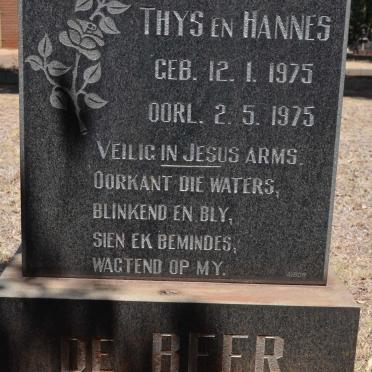 THYS EN HANNES
GEB. 12. 1. 1975
OORL. 2. 5. 1975
VEILIG IN JESUS ARMS.
OORKANT DIE WATERS,
BLINKEND EN BLY,
SIEN EK BEMINDES,
WAGTEND OP MY.
DE BEER